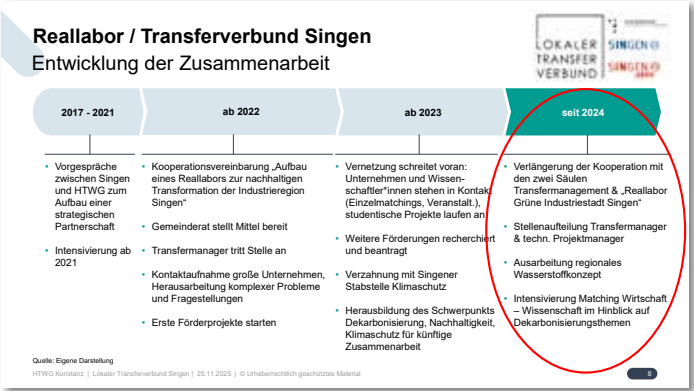 Reallabor / Transferverbund Singen
Entwicklung der Zusammenarbeit
LOKALER
TRANSFER
VERBUND
SINGEN
SINGEN
2017 - 2021
ab 2022
ab 2023
seit 2024
• Vorgespräche
zwischen Singen
und HTWG zum
Aufbau einer
strategischen
Partnerschaft
• Intensivierung ab
2021
• Kooperationsvereinbarung „Aufbau
eines Reallabors zur nachhaltigen
Transformation der Industrieregion
Singen“
• Gemeinderat stellt Mittel bereit
• Transfermanager tritt Stelle an
• Kontaktaufnahme große Unternehmen,
Herausarbeitung komplexer Probleme
und Fragestellungen
• Erste Förderprojekte starten
• Vernetzung schreitet voran:
Unternehmen und Wissen-
schaftler*innen stehen in Kontakt
(Einzelmatchings, Veranstalt.),
studentische Projekte laufen an
• Weitere Förderungen recherchiert
und beantragt
• Verzahnung mit Singener
Stabstelle Klimaschutz
• Herausbildung des Schwerpunkts
Dekarbonisierung, Nachhaltigkeit,
Klimaschutz für künftige
Zusammenarbeit
• Verlängerung der Kooperation mit
den zwei Säulen
Transfermanagement & „Reallabor
Grüne Industriestadt Singen“
• Stellenaufteilung Transfermanager
& techn. Projektmanager
• Ausarbeitung regionales
Wasserstoffkonzept
• Intensivierung Matching Wirtschaft
– Wissenschaft im Hinblick auf
Dekarbonisierungsthemen
Quelle: Eigene Darstellung
HTWG Konstanz | Lokaler Transferverbund Singen | 25.11.2025 | © Urheberrechtlich geschütztes Material
8